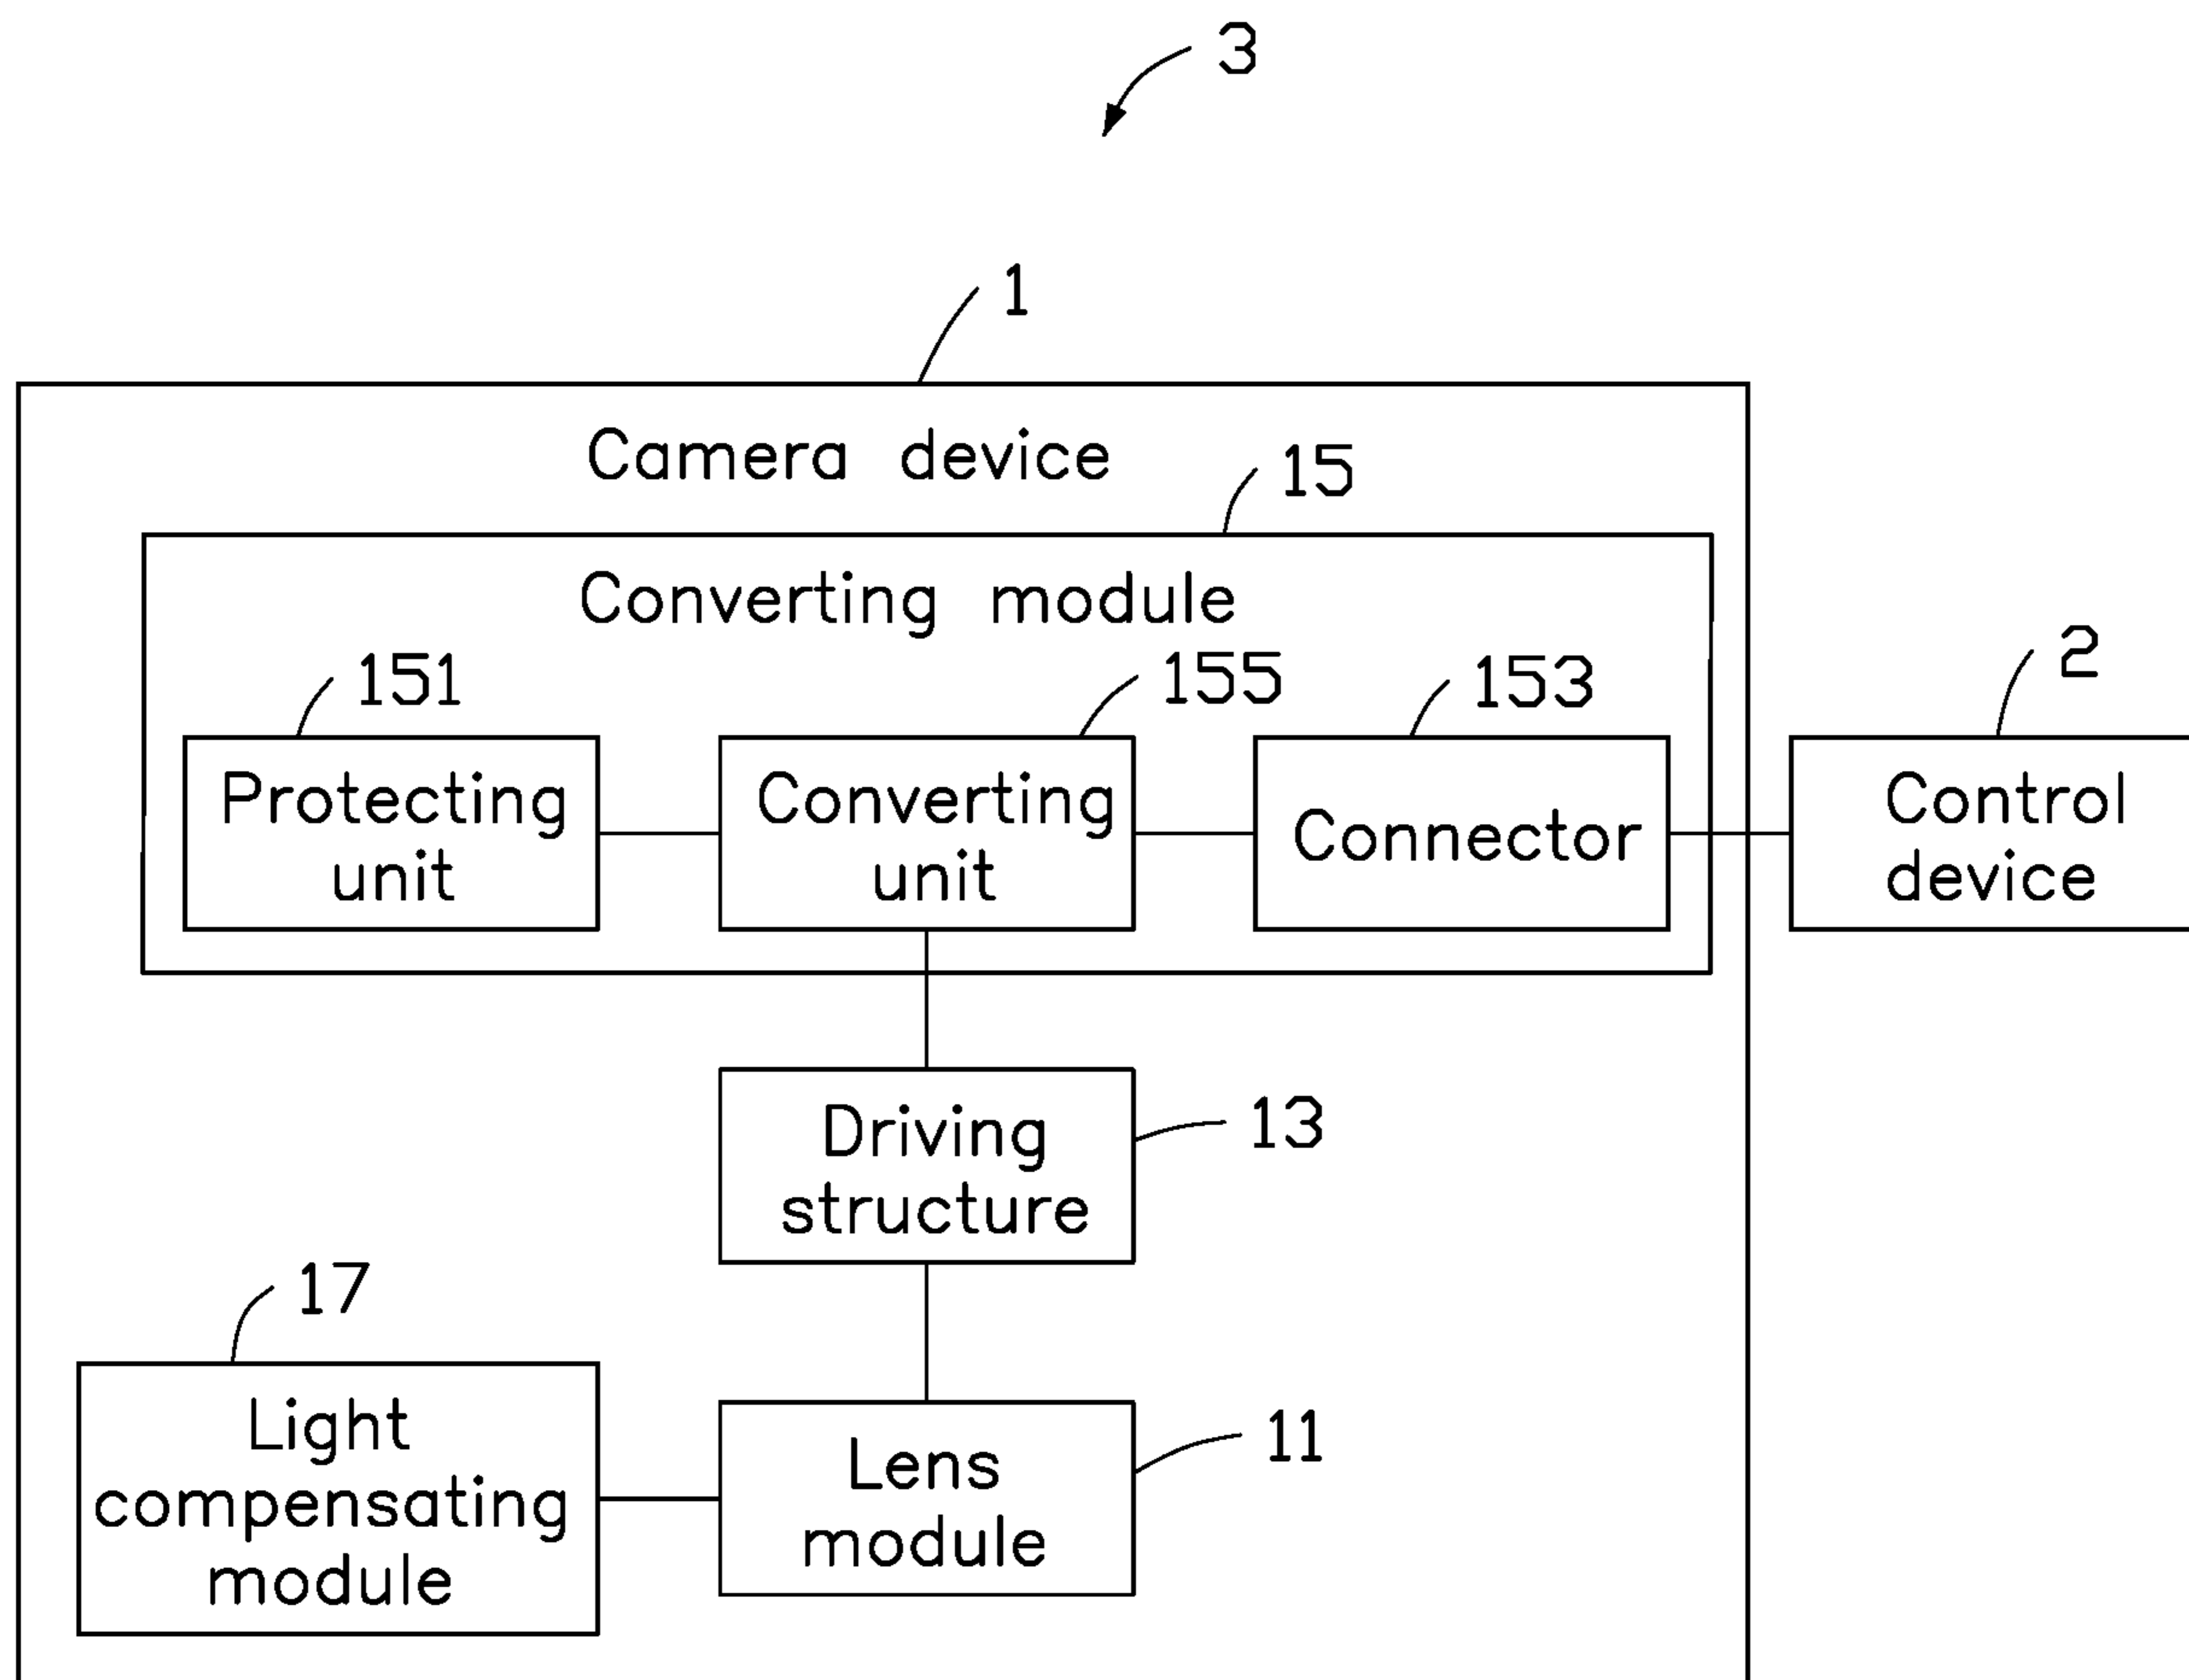 3
1
Camera device
15
Converting module
151
155
153
2
Protecting
unit
Converting
unit
Connector
Control
device
Driving
structure
13
17
Light
compensating
module
Lens
module
11